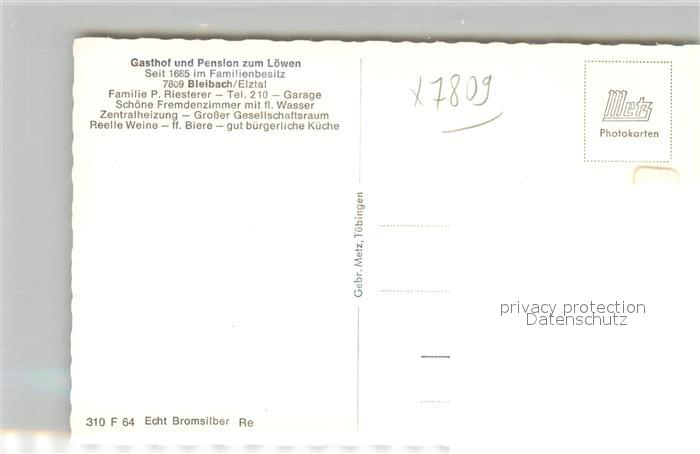 Gasthof und Pension zum Löwen
Seit 1685 im Familienbesitz
7809 Bleibach/Elztal
Familie P. Riesterer – Tel. 210 – Garage
Schöne Fremdenzimmer mit fl. Wasser
Zentralheizung – Großer Gesellschaftsraum
Reelle Weine – ff. Biere – gut bürgerliche Küche
x 7809
Metz
Photokarten
Gebr. Metz, Tübingen
privacy protection
Datenschutz
310 F 64 Echt Bromsilber Re